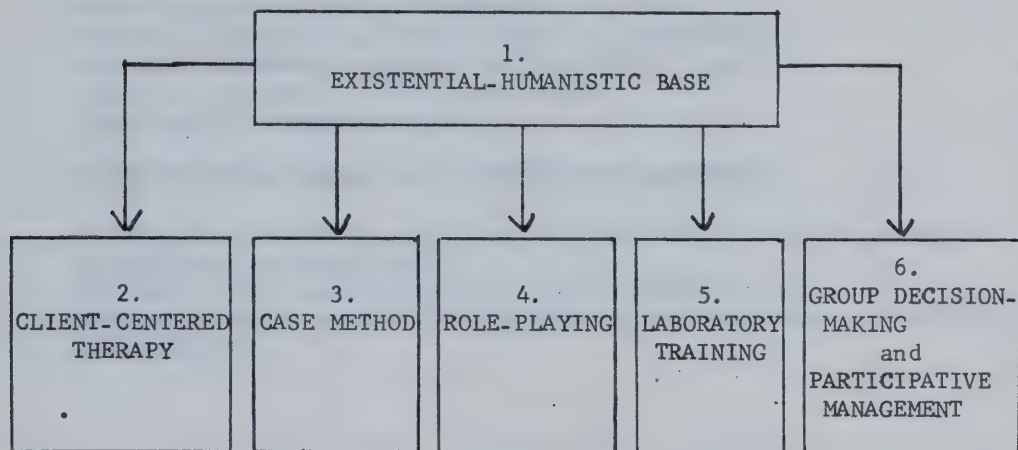 1.
EXISTENTIAL-HUMANISTIC BASE
2.
CLIENT-CENTERED
THERAPY
3.
CASE METHOD
4.
ROLE-PLAYING
5.
LABORATORY
TRAINING
6.
GROUP DECISION-
MAKING
and
PARTICIPATIVE
MANAGEMENT